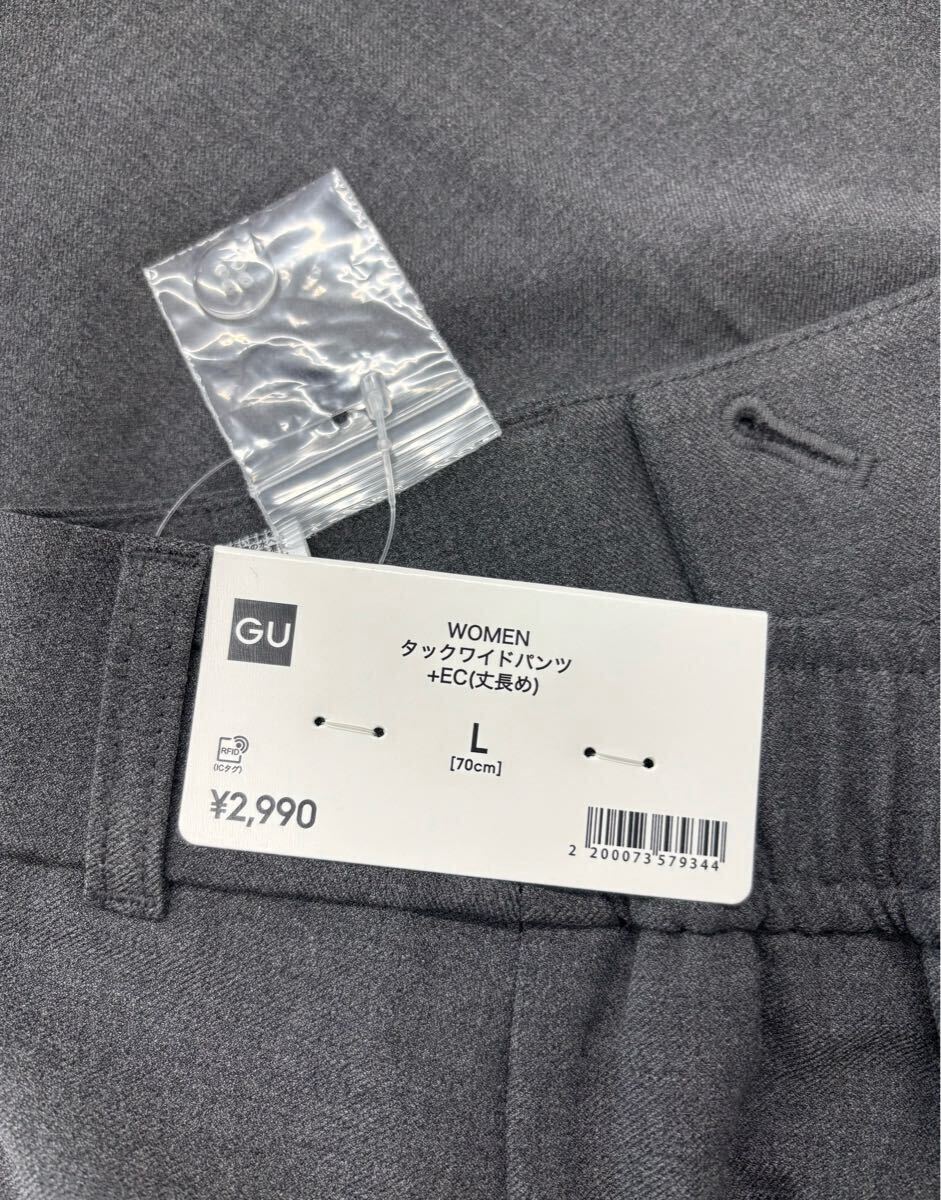 GU
WOMEN
タックワイドパンツ
+EC(丈長め)
L
[70cm]
RFID
(ICタグ)
¥2,990
2 200073 579344